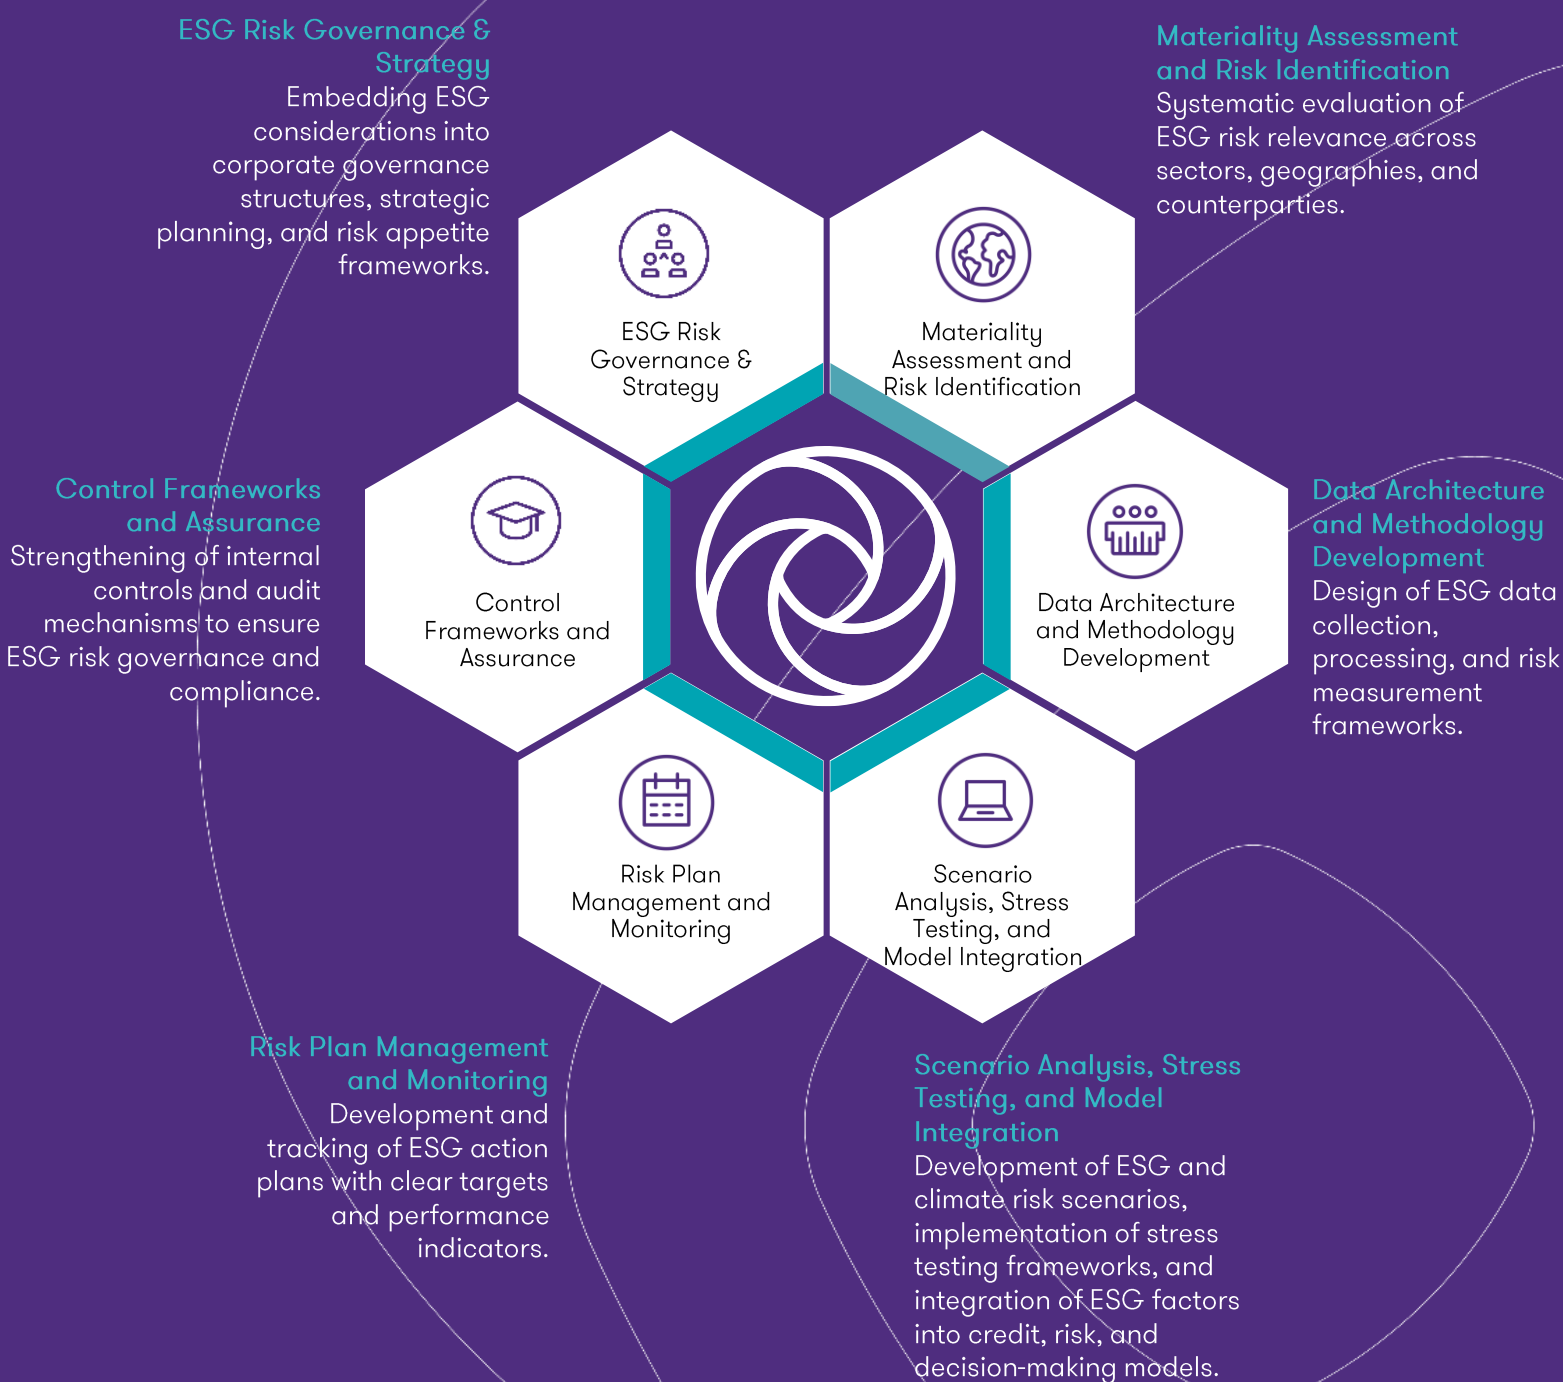 ESG Risk Governance &
Strategy
Embedding ESG
considerations into
corporate governance
structures, strategic
planning, and risk appetite
frameworks.
Materiality Assessment
and Risk Identification
Systematic evaluation of
ESG risk relevance across
sectors, geographies, and
counterparties.
ESG Risk
Governance &
Strategy
Materiality
Assessment and
Risk Identification
Control Frameworks
and Assurance
Strengthening of internal
controls and audit
mechanisms to ensure
ESG risk governance and
compliance.
Control
Frameworks and
Assurance
Data Architecture
and Methodology
Development
Data Architecture
and Methodology
Development
Design of ESG data
collection,
processing, and risk
measurement
frameworks.
Risk Plan
Management and
Monitoring
Scenario
Analysis, Stress
Testing, and
Model Integration
Risk Plan Management
and Monitoring
Development and
tracking of ESG action
plans with clear targets
and performance
indicators.
Scenario Analysis, Stress
Testing, and Model
Integration
Development of ESG and
climate risk scenarios,
implementation of stress
testing frameworks, and
integration of ESG factors
into credit, risk, and
decision-making models.